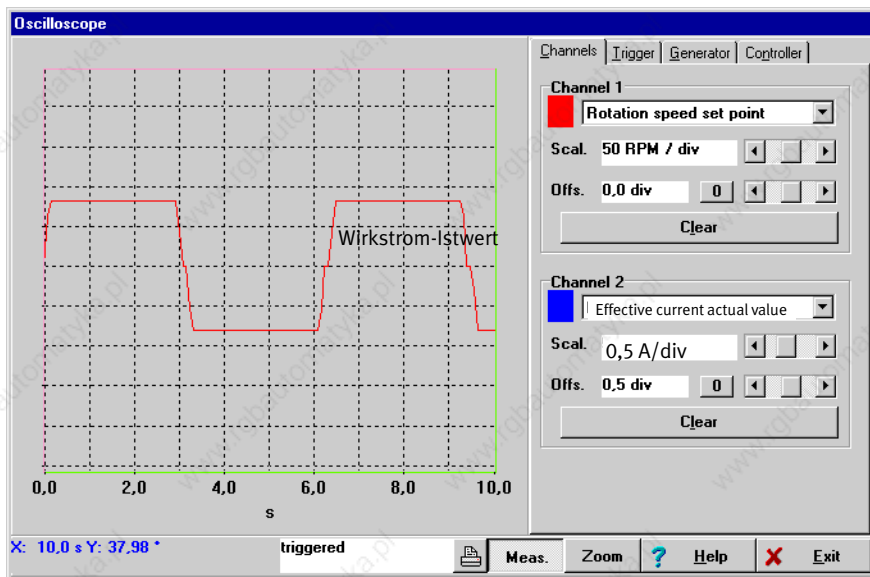 Oscilloscope
Channels Trigger Generator Controller
Channel 1
Rotation speed set point
Scal. 50 RPM / div
Offs. 0,0 div 0
Clear
Wirkstrom-Istwert
Channel 2
Effective current actual value
Scal. 0,5 A/div
Offs. 0,5 div 0
Clear
0,0 2,0 4,0 6,0 8,0 10,0
s
X: 10,0 s Y: 37,98 °
triggered
Meas. Zoom ? Help Exit
www.rgbautomatyka.pl